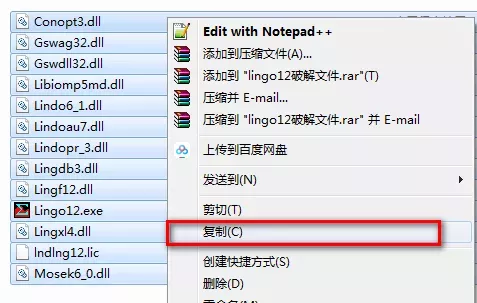 Conopt3.dll
Gswag32.dll
Gswdll32.dll
Libiomp5md.dll
Lindo6_1.dll
Lindoau7.dll
Lindopr_3.dll
Lingdb3.dll
Lingf12.dll
Lingo12.exe
Lingxl4.dll
lndlng12.lic
Mosek6_0.dll
Edit with Notepad++
添加到压缩文件(A)...
添加到 "lingo12破解文件.rar"(T)
压缩并 E-mail...
压缩到 "lingo12破解文件.rar" 并 E-mail
上传到百度网盘
发送到(N)
剪切(T)
复制(C)
创建快捷方式(S)
删除(D)